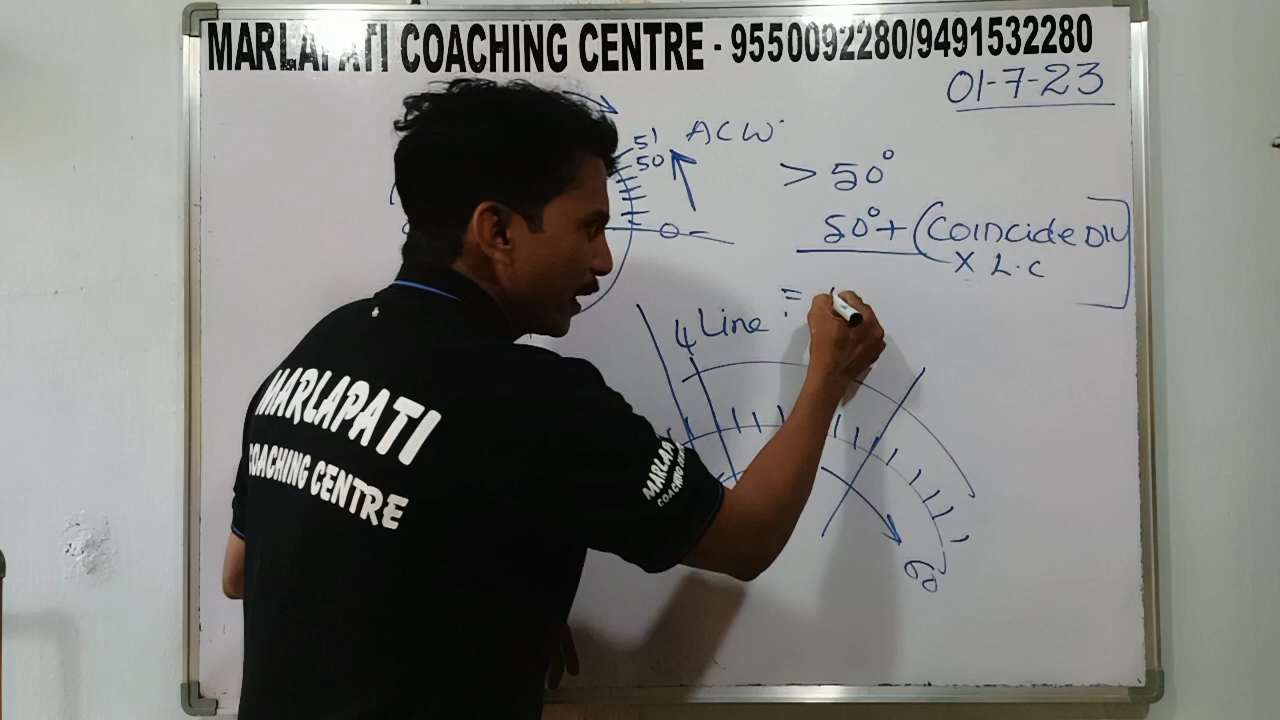 MARLAPATI COACHING CENTRE - 9550092280/9491532280
01-7-23
51
50
ACW
0
> 50°
50° + (Coincide Div
X L.C
4 Line =
60
MARLAPATI
COACHING CENTRE